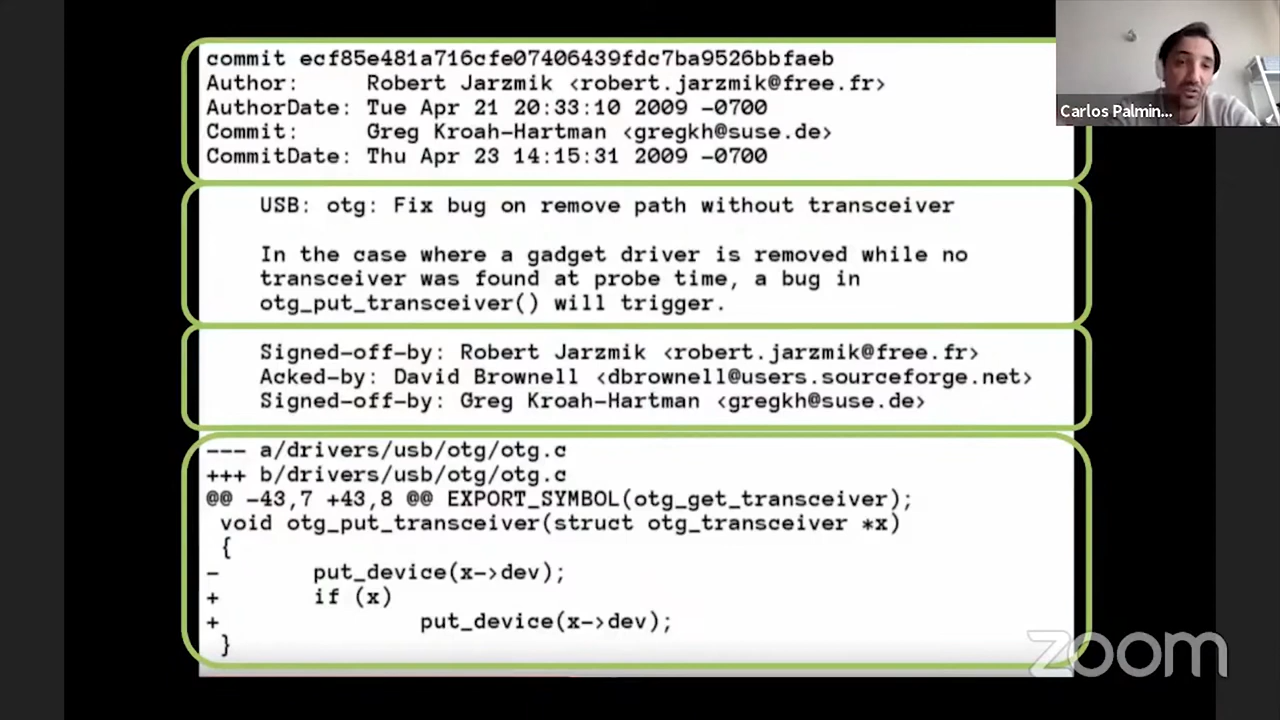 commit ecf85e481a716cfe07406439fdc7ba9526bbfaeb
Author: Robert Jarzmik <robert.jarzmik@free.fr>
AuthorDate: Tue Apr 21 20:33:10 2009 -0700
Commit: Greg Kroah-Hartman <gregkh@suse.de>
CommitDate: Thu Apr 23 14:15:31 2009 -0700
Carlos Palmin...
USB: otg: Fix bug on remove path without transceiver
In the case where a gadget driver is removed while no
transceiver was found at probe time, a bug in
otg_put_transceiver() will trigger.
Signed-off-by: Robert Jarzmik <robert.jarzmik@free.fr>
Acked-by: David Brownell <dbrownell@users.sourceforge.net>
Signed-off-by: Greg Kroah-Hartman <gregkh@suse.de>
--- a/drivers/usb/otg/otg.c
+++ b/drivers/usb/otg/otg.c
@@ -43,7 +43,8 @@ EXPORT_SYMBOL(otg_get_transceiver);
void otg_put_transceiver(struct otg_transceiver *x)
{
- put_device(x->dev);
+ if (x)
+ put_device(x->dev);
}
zoom